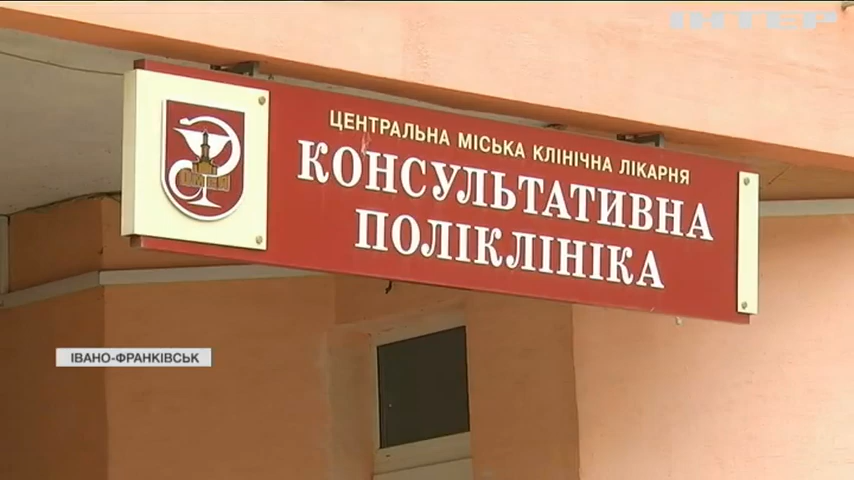 ІНТЕР
ЦЕНТРАЛЬНА МІСЬКА КЛІНІЧНА ЛІКАРНЯ
КОНСУЛЬТАТИВНА
ПОЛІКЛІНІКА
ІВАНО-ФРАНКІВСЬК